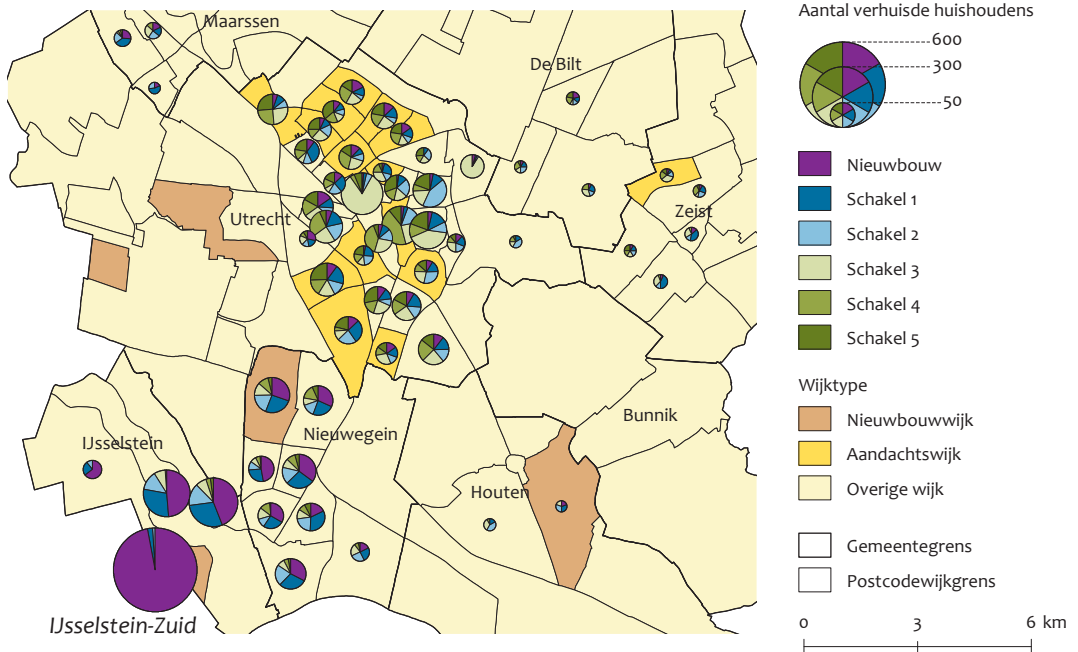 Maarssen
De Bilt
Utrecht
Zeist
Bunnik
Nieuwegein
IJsselstein
Houten
IJsselstein-Zuid
Aantal verhuisde huishoudens
600
300
50
Nieuwbouw
Schakel 1
Schakel 2
Schakel 3
Schakel 4
Schakel 5
Wijktype
Nieuwbouwwijk
Aandachtswijk
Overige wijk
Gemeentegrens
Postcodewijkgrens
0 3 6 km